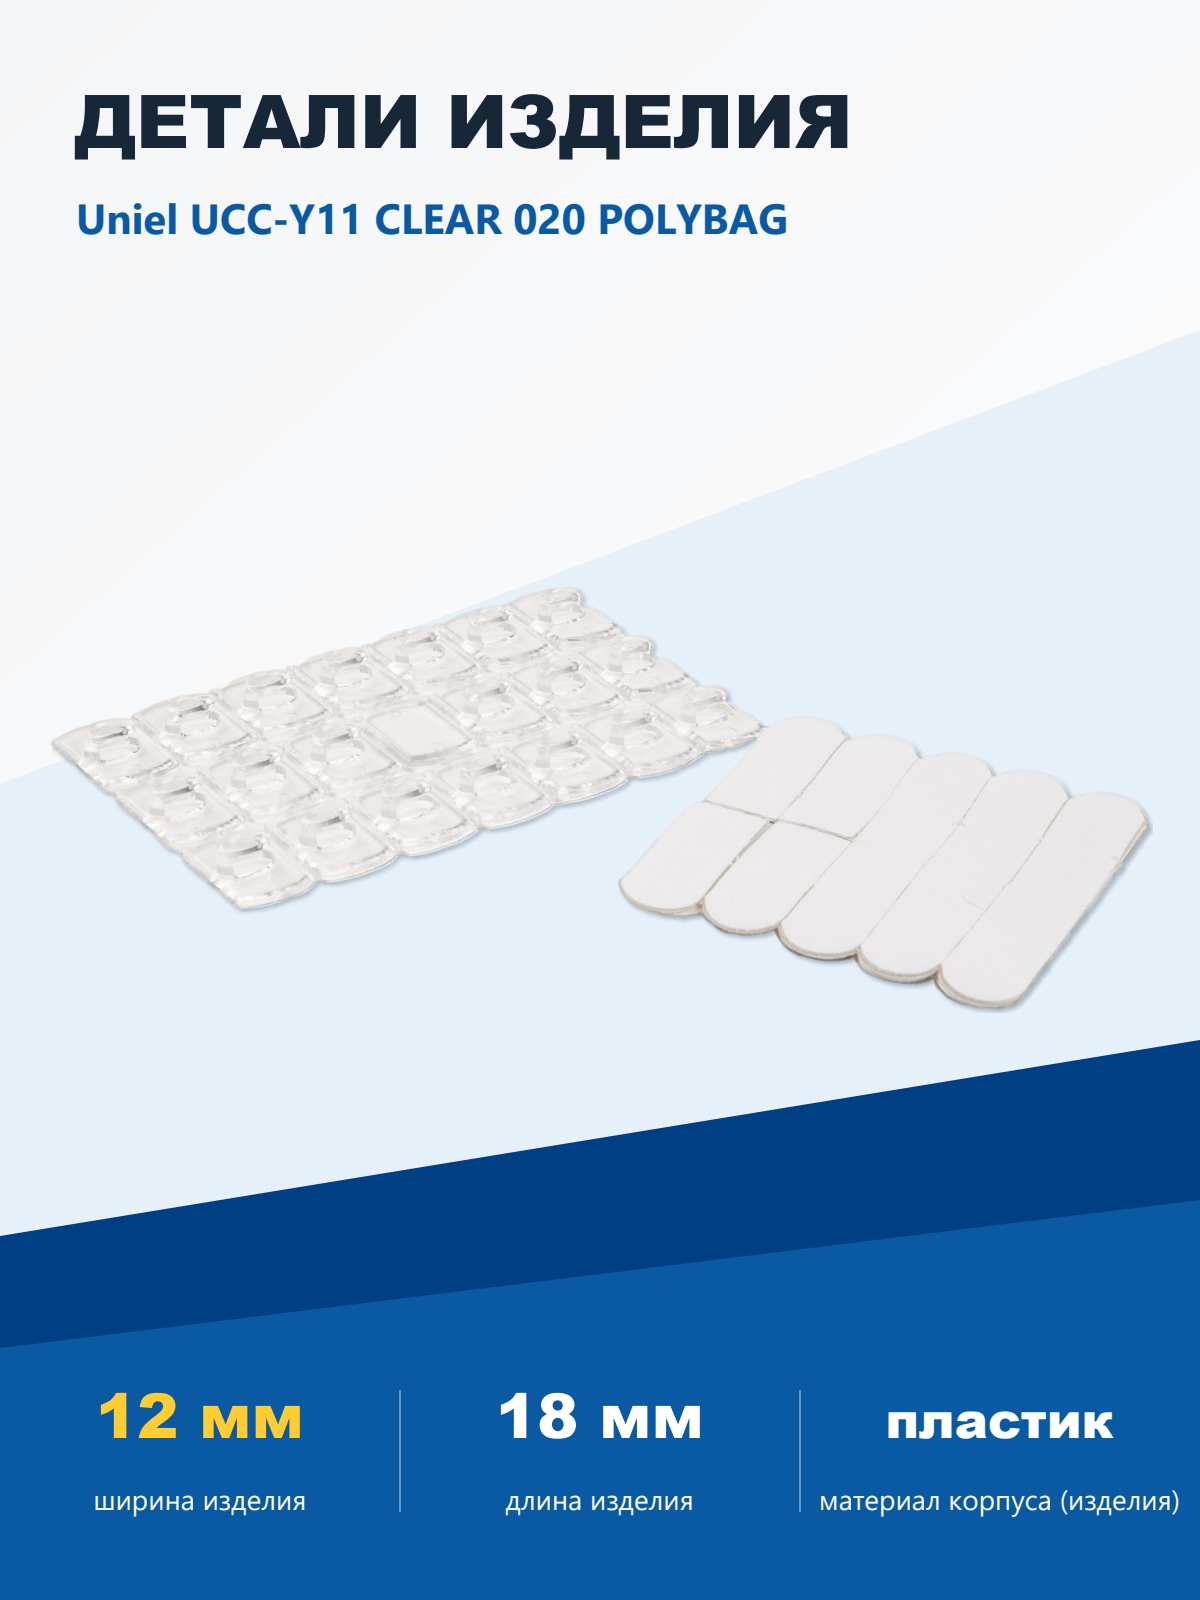 ДЕТАЛИ ИЗДЕЛИЯ
Uniel UCC-Y11 CLEAR 020 POLYBAG
12 мм
ширина изделия
18 мм
длина изделия
пластик
материал корпуса (изделия)